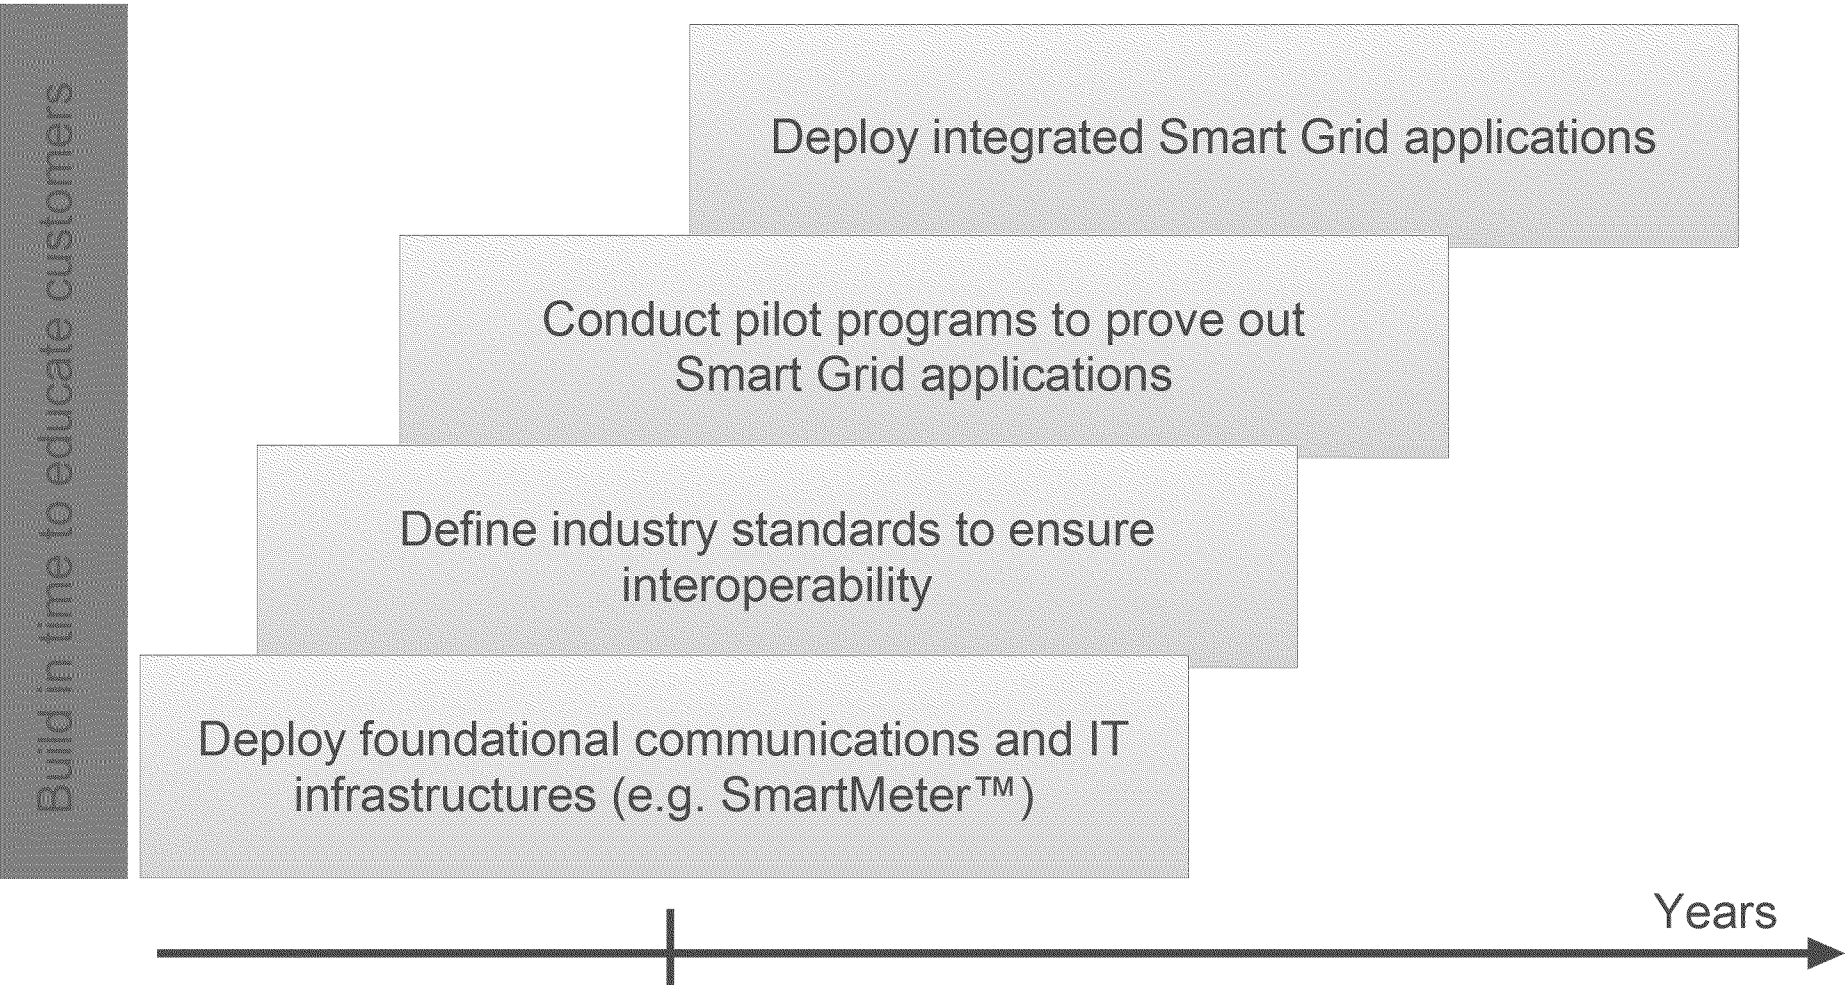 Build in time to educate customers
Deploy integrated Smart Grid applications
Conduct pilot programs to prove out
Smart Grid applications
Define industry standards to ensure
interoperability
Deploy foundational communications and IT
infrastructures (e.g. SmartMeter™)
Years